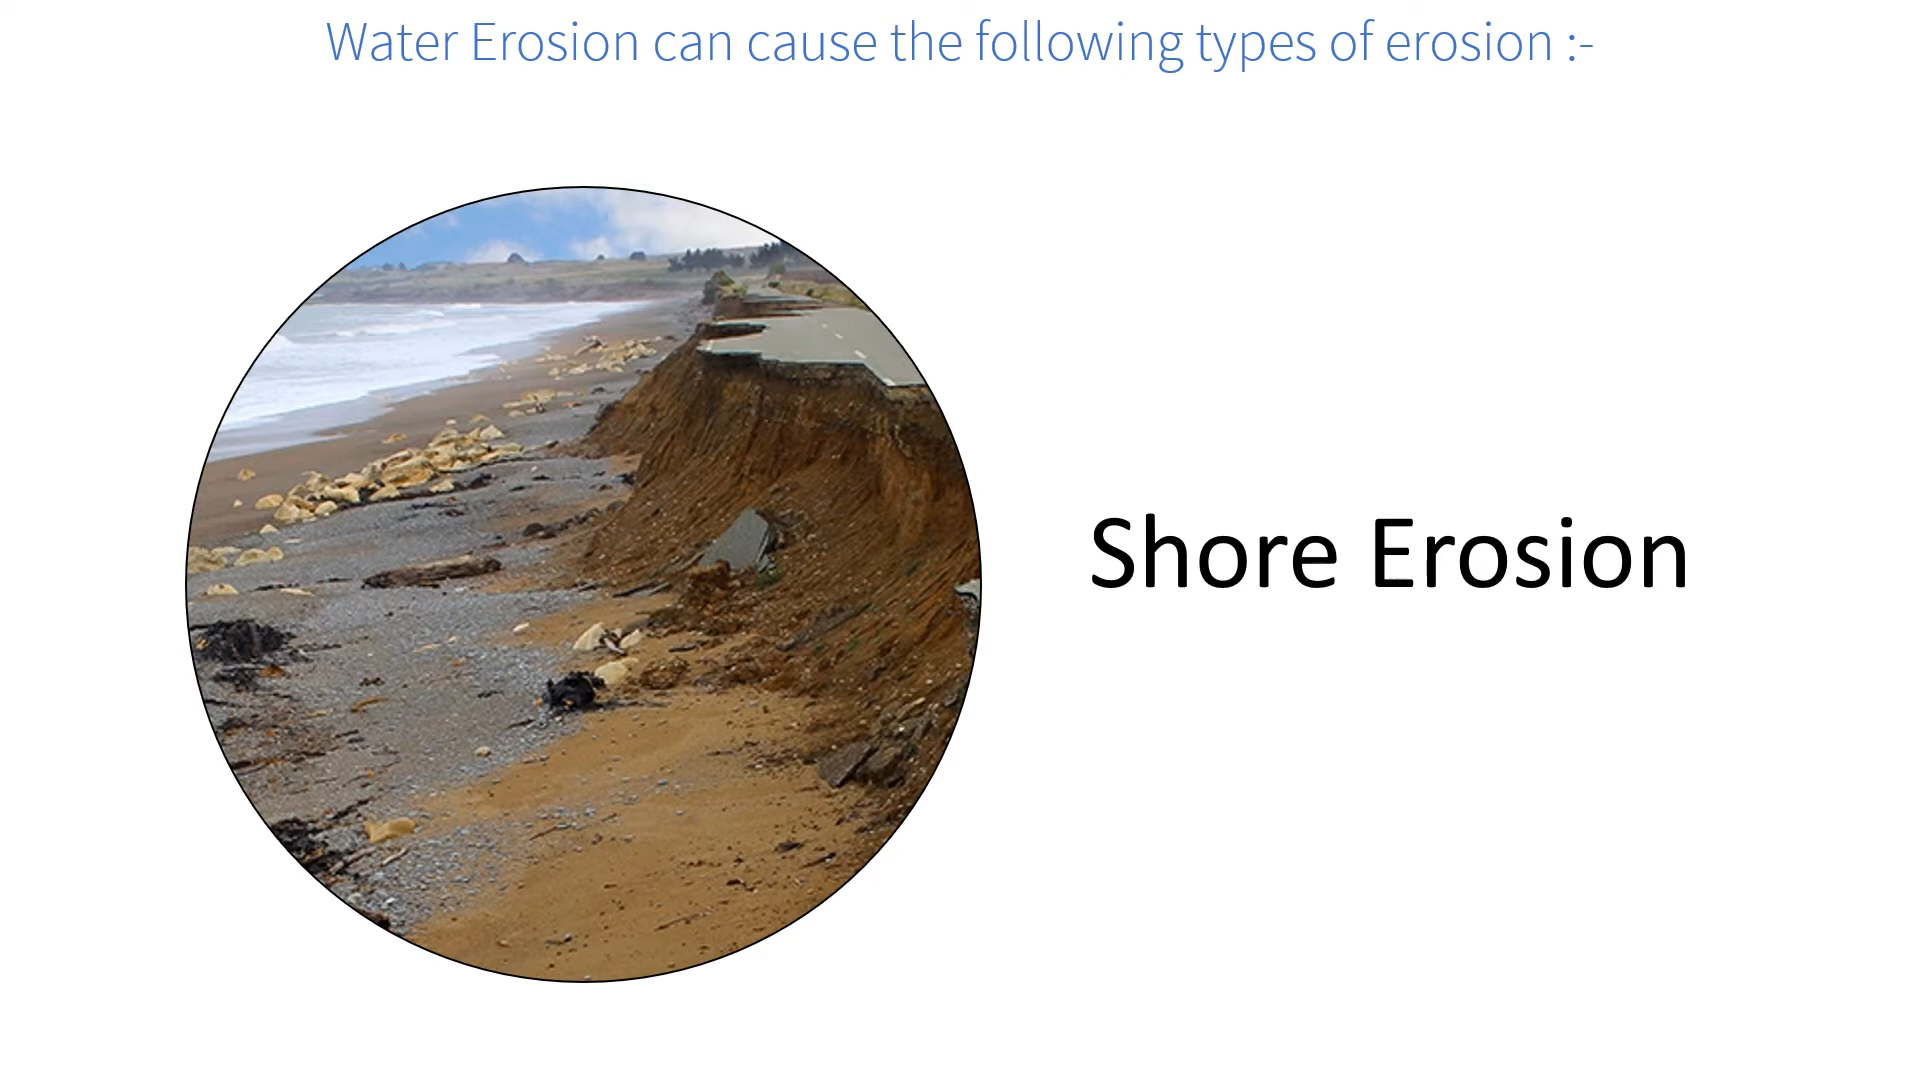 Water Erosion can cause the following types of erosion :-
Shore Erosion